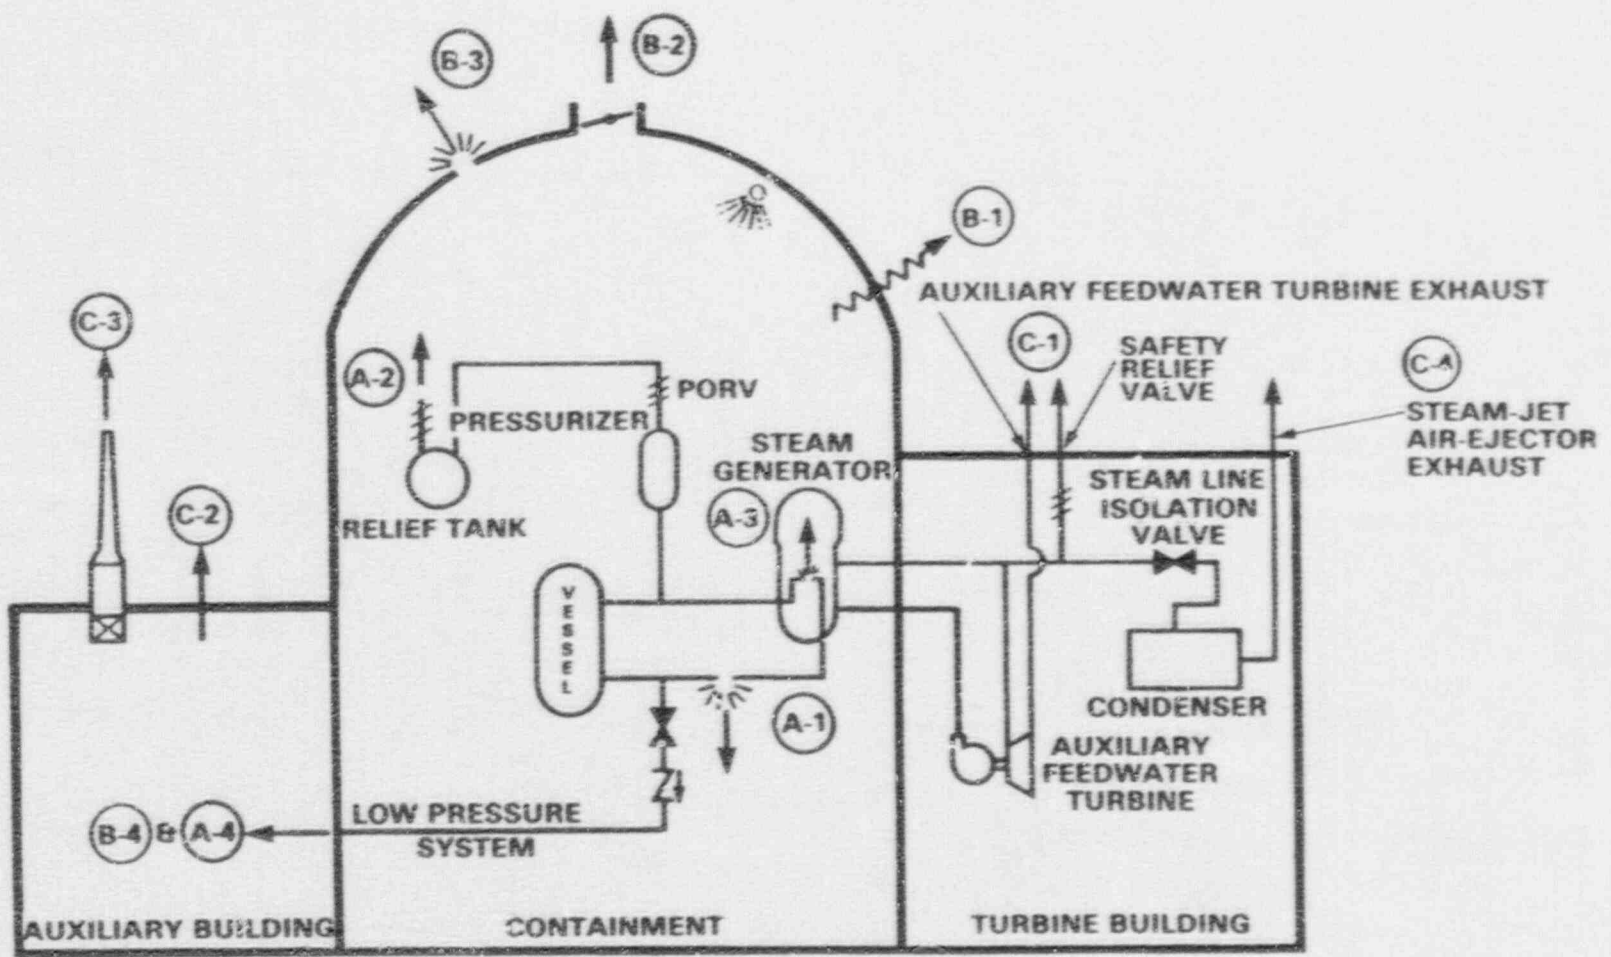 B-3
B-2
B-1
AUXILIARY FEEDWATER TURBINE EXHAUST
C-3
C-1
SAFETY
RELIEF
VALVE
C-4
STEAM-JET
AIR-EJECTOR
EXHAUST
A-2
PORV
PRESSURIZER
STEAM
GENERATOR
STEAM LINE
ISOLATION
VALVE
C-2
RELIEF TANK
A-3
VESSEL
CONDENSER
A-1
AUXILIARY
FEEDWATER
TURBINE
B-4 & A-4
LOW PRESSURE
SYSTEM
AUXILIARY BUILDING
CONTAINMENT
TURBINE BUILDING